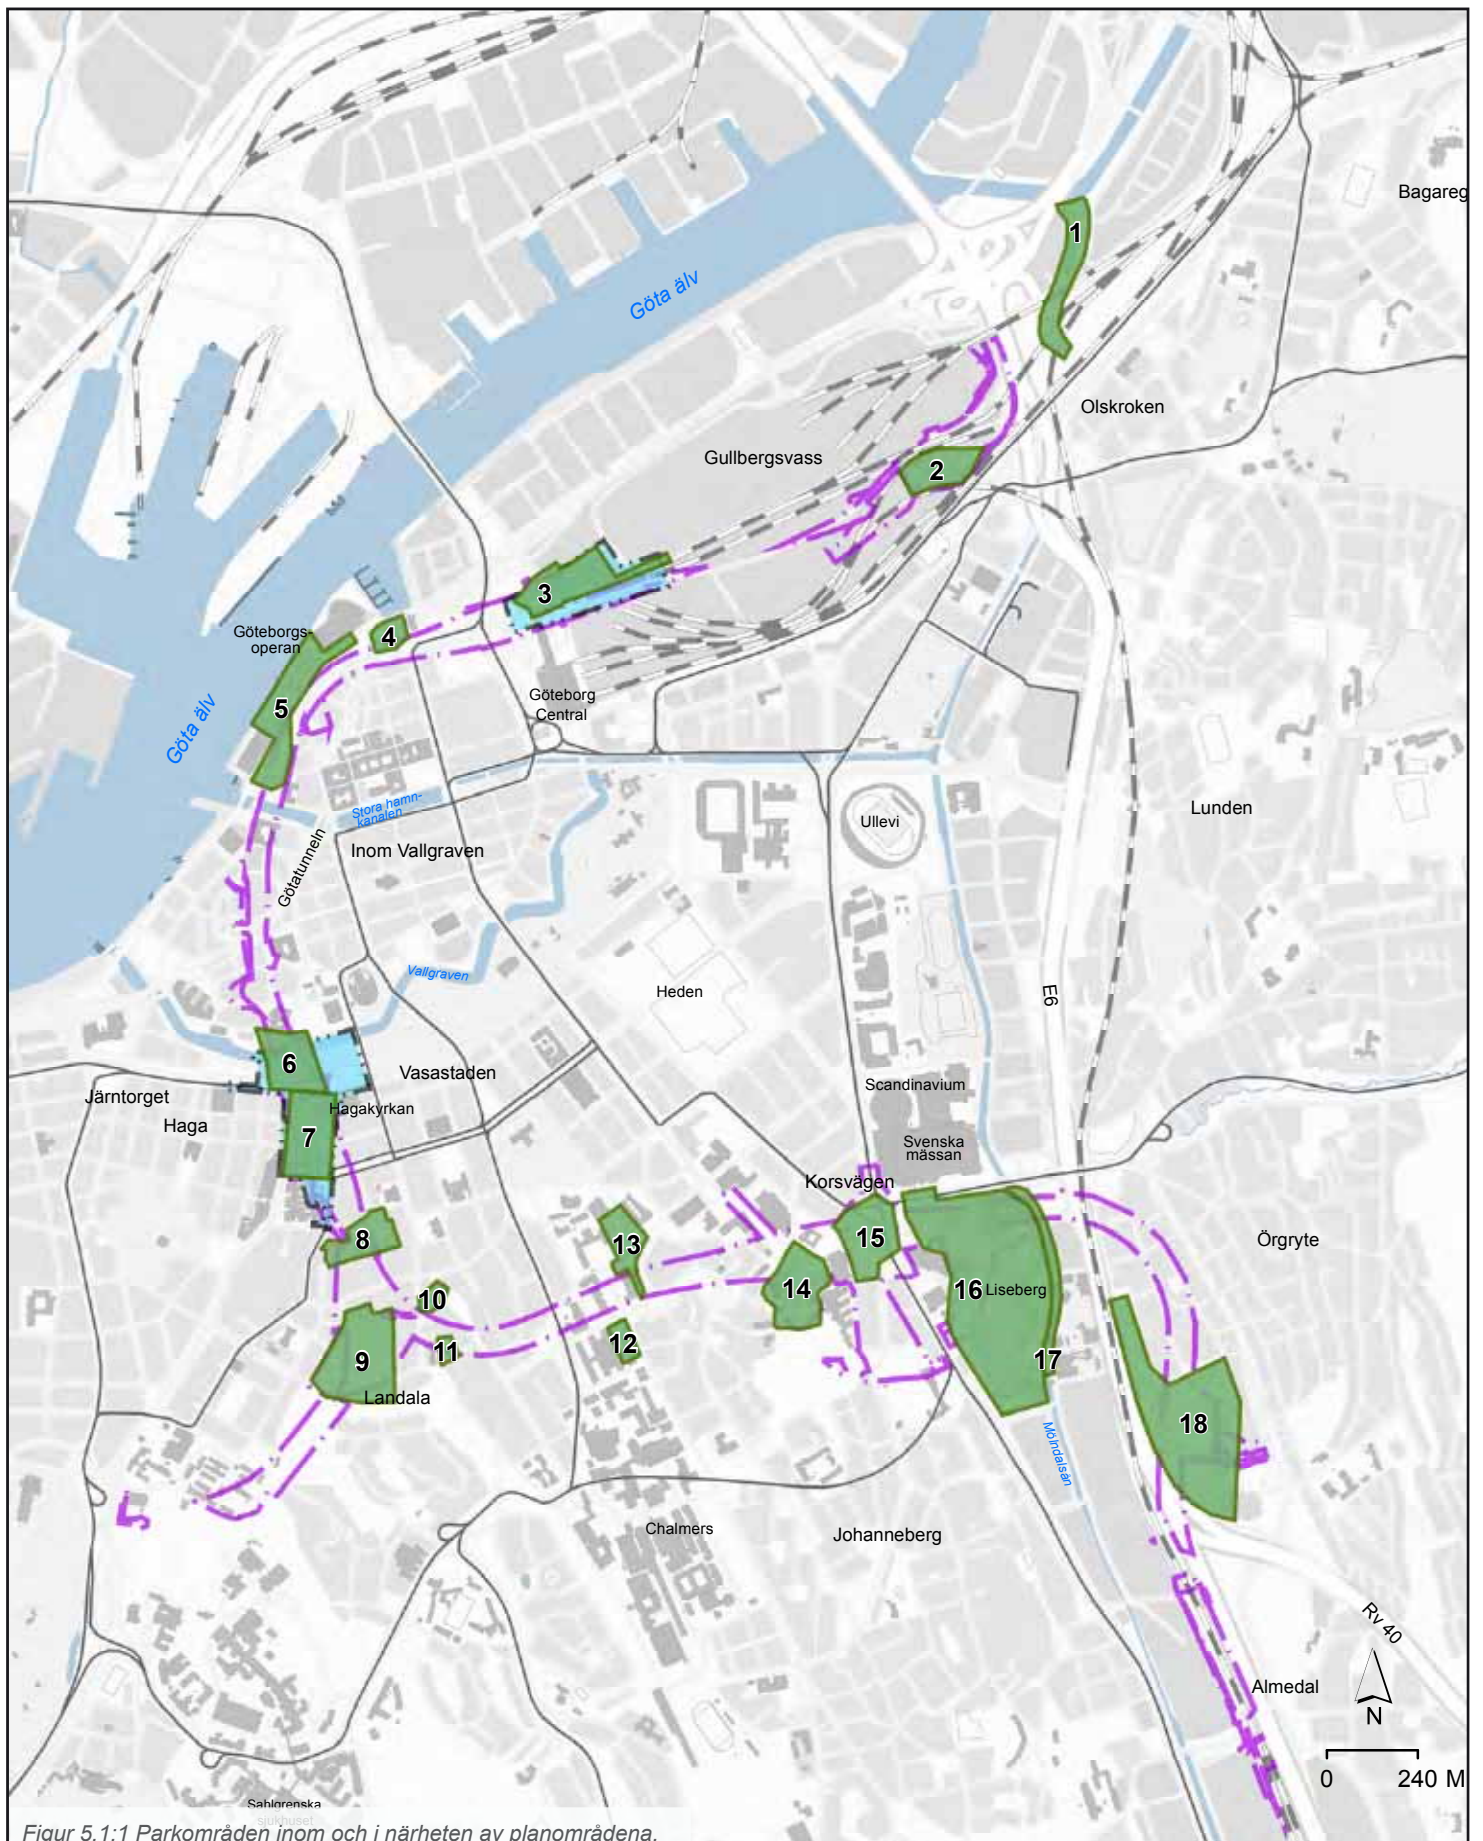 Bagareg
1
Göta älv
Olskroken
Gullbergsvass
2
3
Göteborgs-
operan
4
5
Göteborg
Central
Göta älv
Stora hamn-
kanalen
Inom Vallgraven
Götatunneln
Ullevi
Lunden
Vallgraven
Heden
E6
6
Vasastaden
Scandinavium
Järntorget
Haga
Hagakyrkan
7
Svenska
mässan
Korsvägen
8
13
15
Örgryte
10
14
16
Liseberg
11
12
17
9
Landala
18
Mölndalsån
Chalmers
Johanneberg
Rv 40
Almedal
N
0
240 M
Sahlgrenska
sjukhuset
Figur 5.1:1 Parkområden inom och i närheten av planområdena.